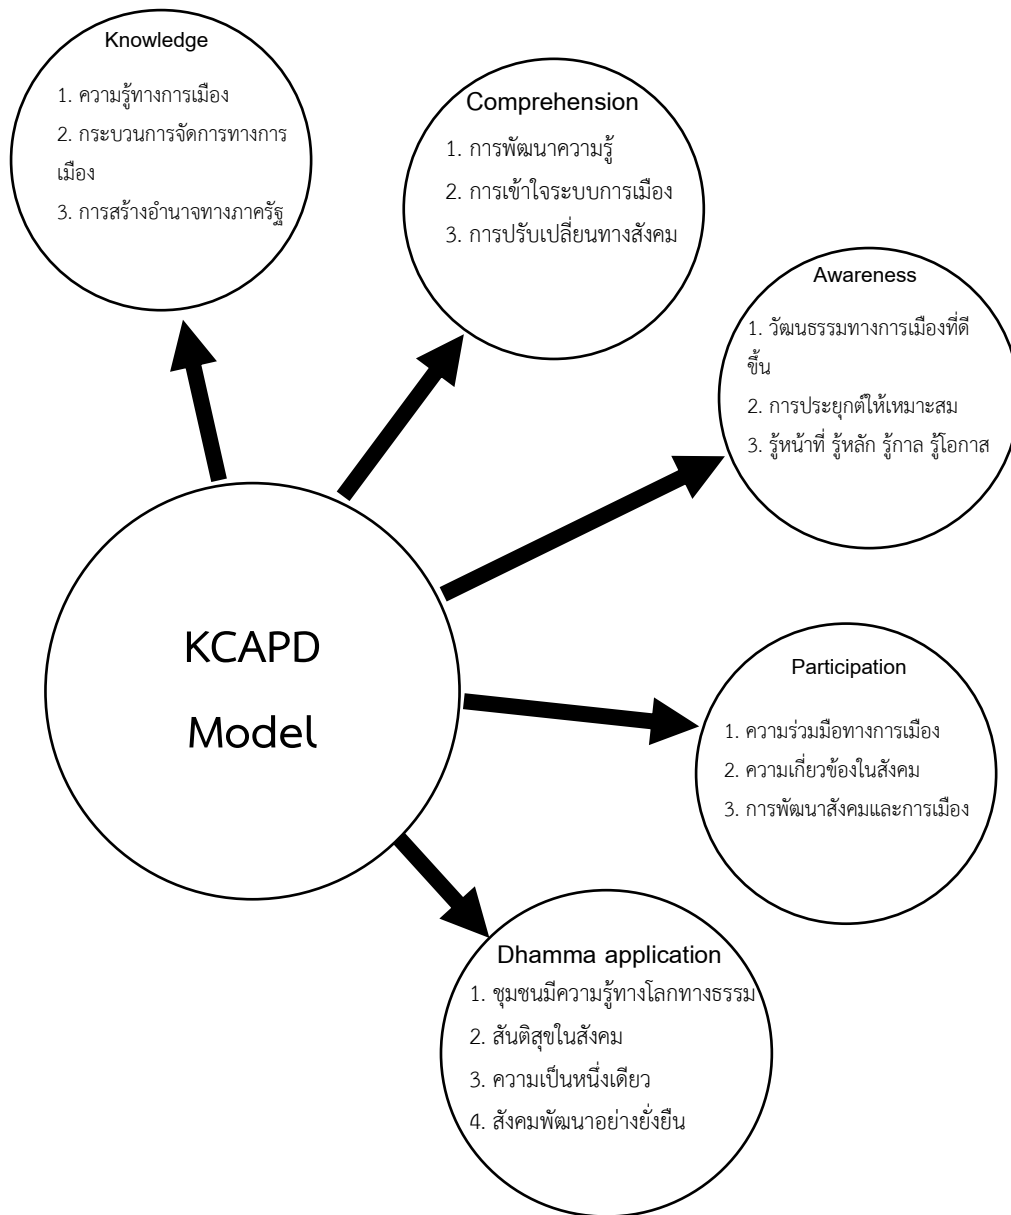 Knowledge
1. ความรู้ทางการเมือง
2. กระบวนการจัดการทางการ
เมือง
3. การสร้างอำนาจทางภาครัฐ
Comprehension
1. การพัฒนาความรู้
2. การเข้าใจระบบการเมือง
3. การปรับเปลี่ยนทางสังคม
Awareness
1. วัฒนธรรมทางการเมืองที่ดี
ขึ้น
2. การประยุกต์ให้เหมาะสม
3. รู้หน้าที่ รู้หลัก รู้กาล รู้โอกาส
KCAPD
Model
Participation
1. ความร่วมมือทางการเมือง
2. ความเกี่ยวข้องในสังคม
3. การพัฒนาสังคมและการเมือง
Dhamma application
1. ชุมชนมีความรู้ทางโลกทางธรรม
2. สันติสุขในสังคม
3. ความเป็นหนึ่งเดียว
4. สังคมพัฒนาอย่างยั่งยืน